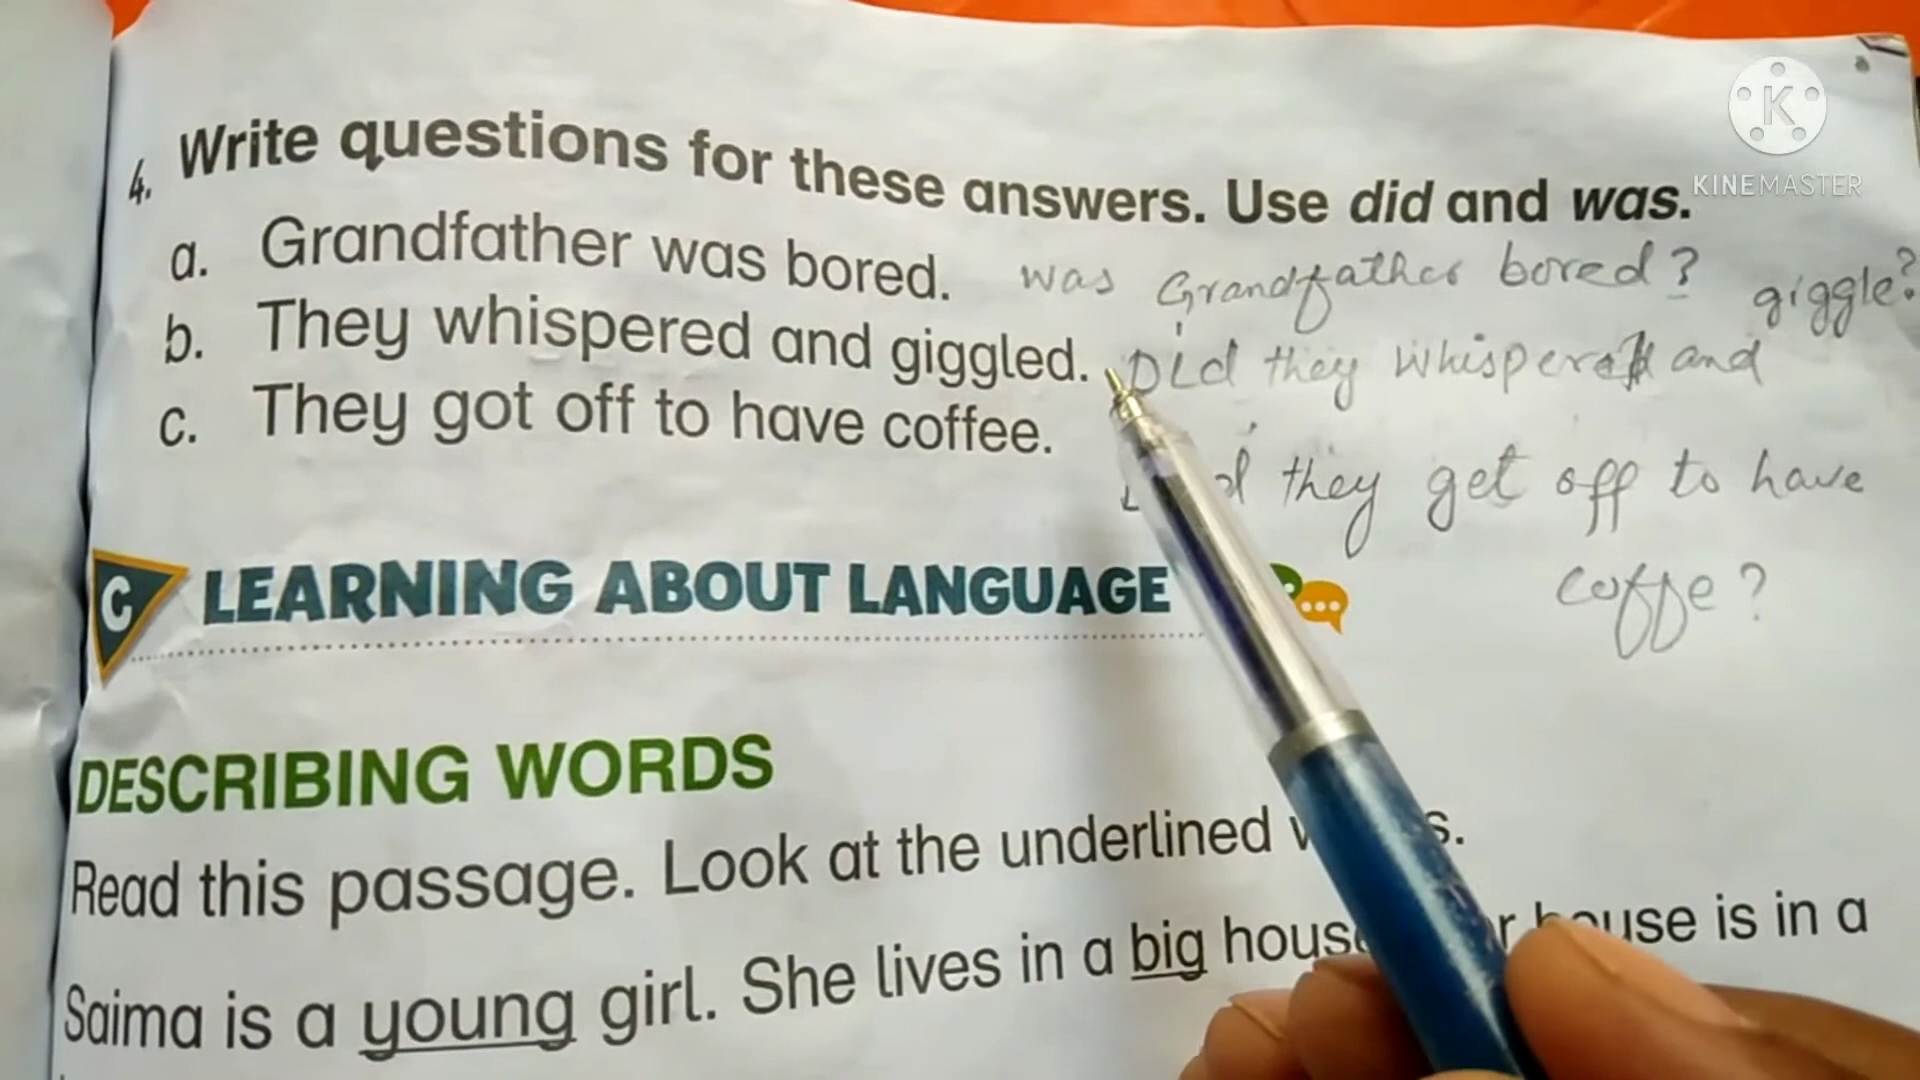 KINEMASTER
4. Write questions for these answers. Use did and was.
a. Grandfather was bored. was Grandfather bored?
giggle?
b. They whispered and giggled. Did they whisper and
c. They got off to have coffee.
they get off to have
coffe?
C LEARNING ABOUT LANGUAGE
DESCRIBING WORDS
Read this passage. Look at the underlined
Saima is a young girl. She lives in a big house is in a